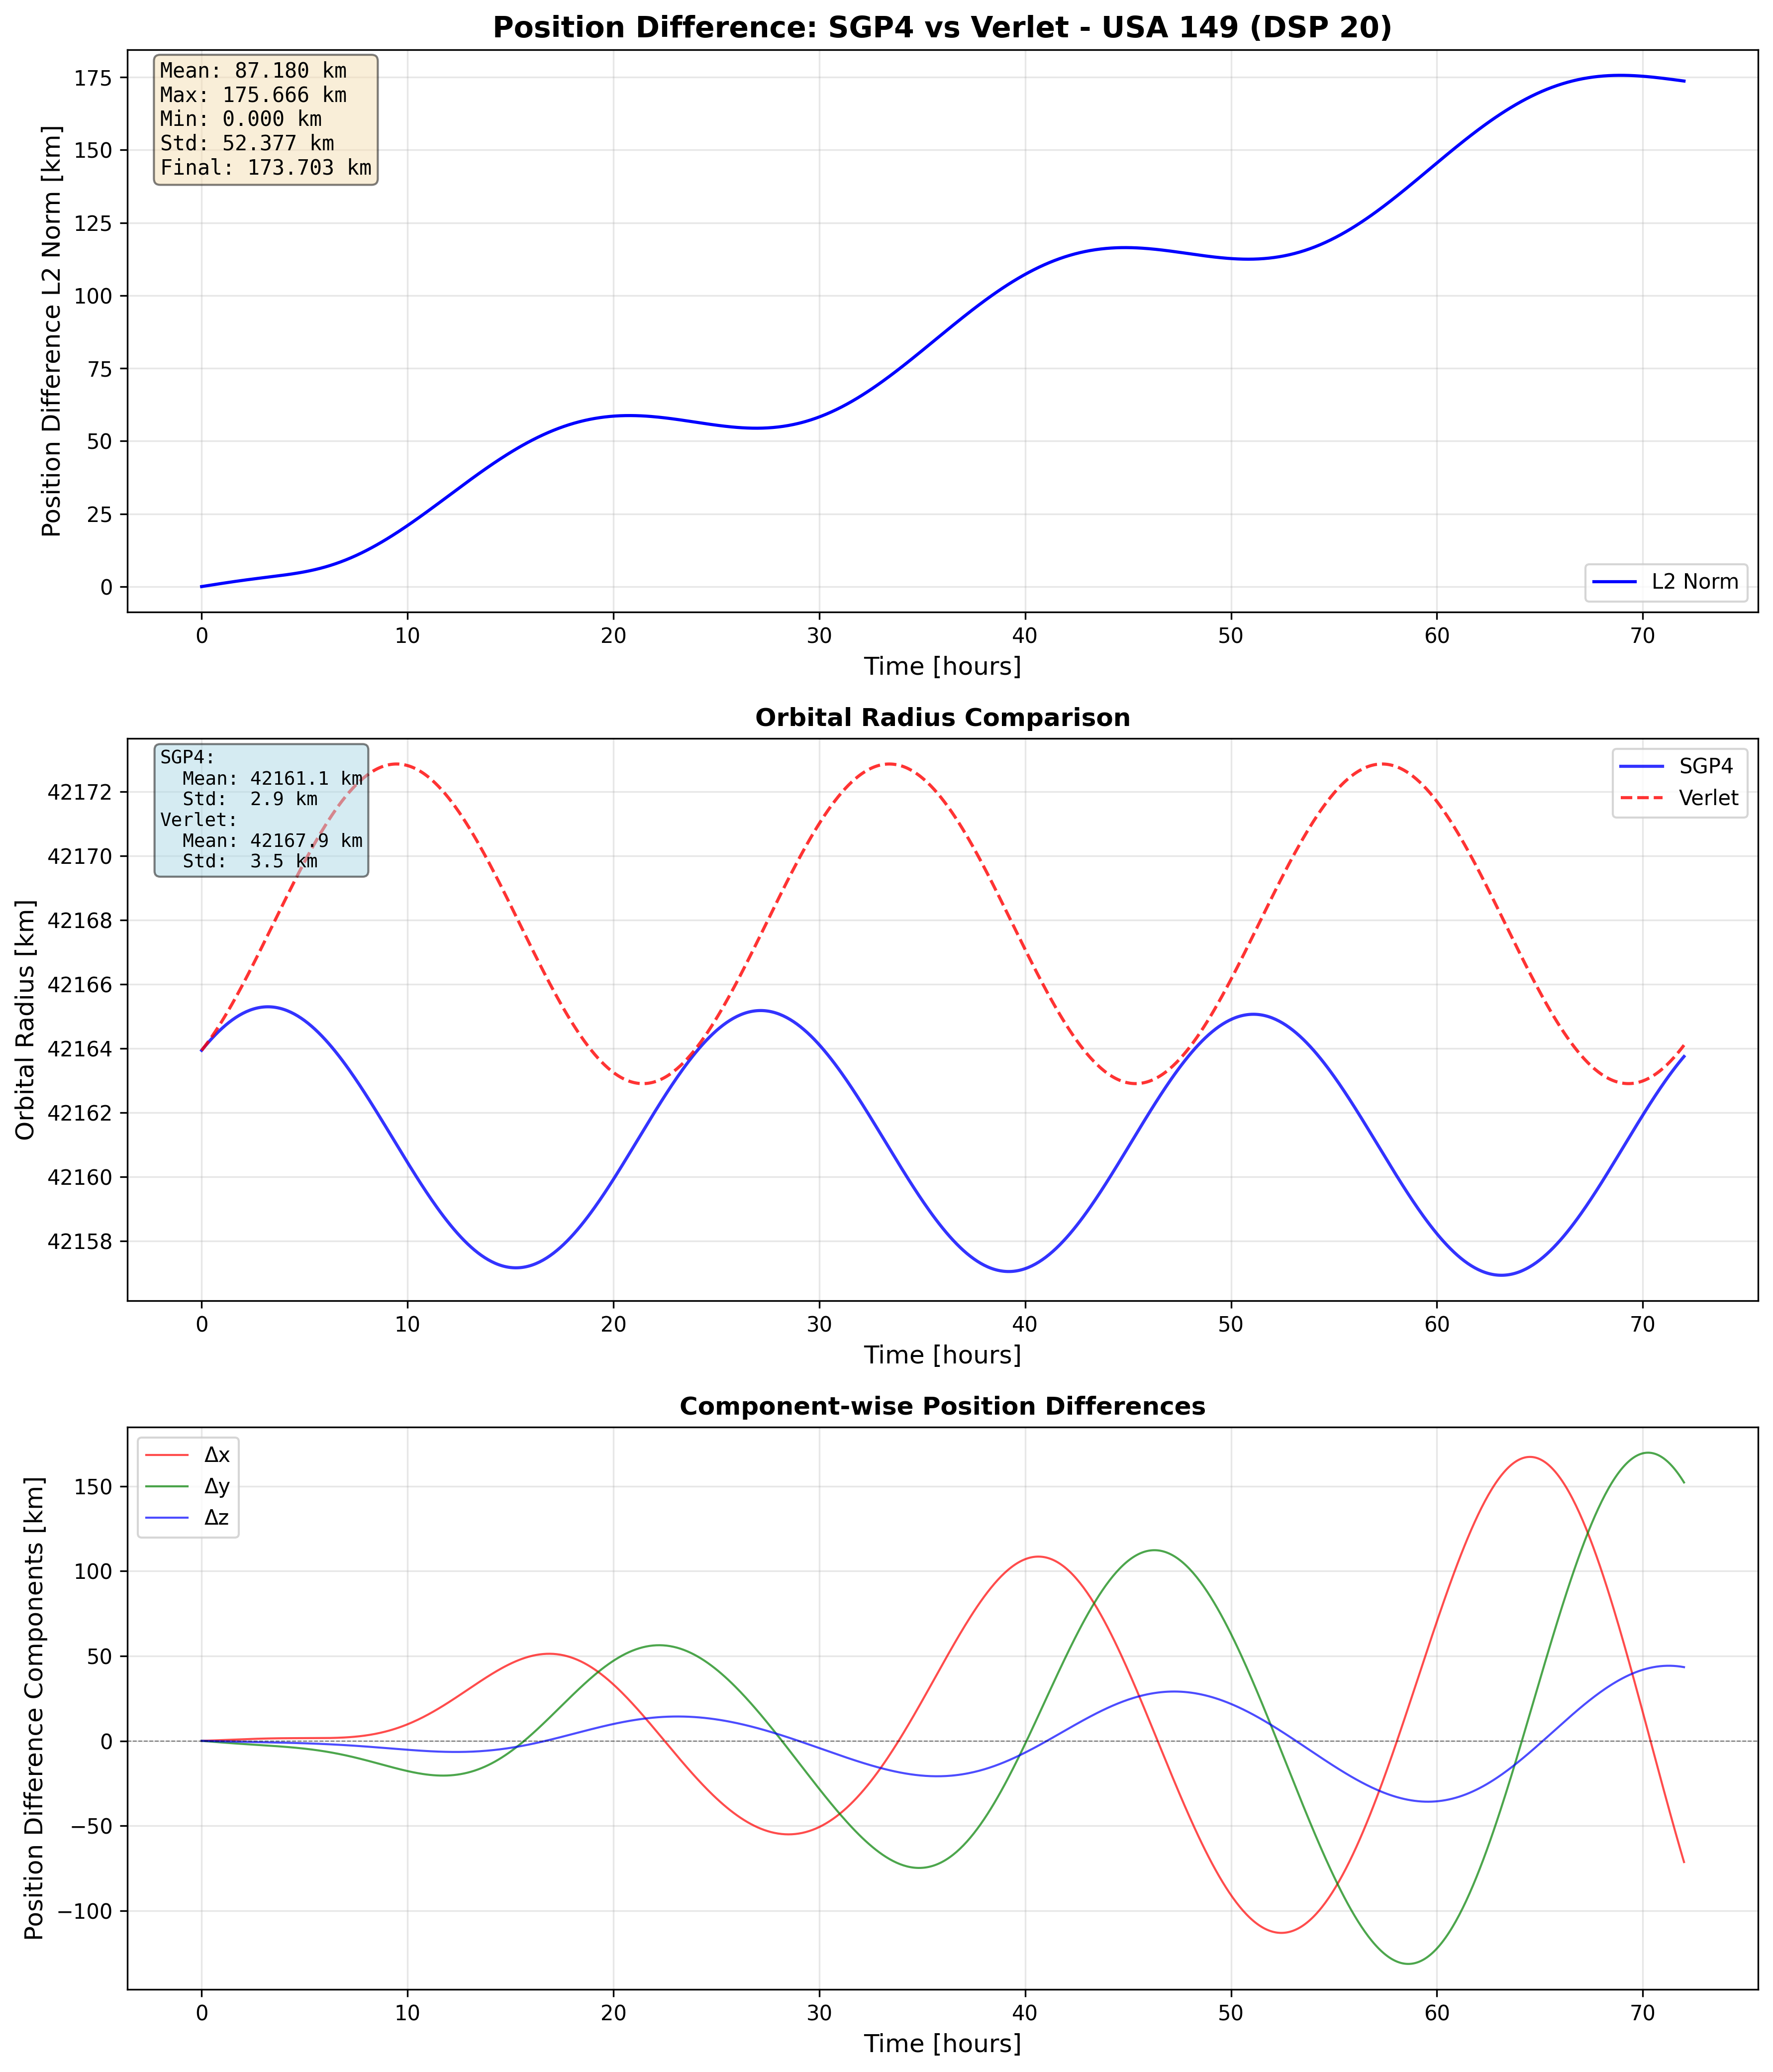 Position Difference: SGP4 vs Verlet - USA 149 (DSP 20)
Mean: 87.180 km
Max: 175.666 km
Min: 0.000 km
Std: 52.377 km
Final: 173.703 km
Position Difference L2 Norm [km]
175
150
125
100
75
50
25
0
L2 Norm
0 10 20 30 40 50 60 70
Time [hours]
Orbital Radius Comparison
SGP4:
Mean: 42161.1 km
Std: 2.9 km
Verlet:
Mean: 42167.9 km
Std: 3.5 km
SGP4
Verlet
Orbital Radius [km]
42172
42170
42168
42166
42164
42162
42160
42158
0 10 20 30 40 50 60 70
Time [hours]
Component-wise Position Differences
Δx
Δy
Δz
Position Difference Components [km]
150
100
50
0
−50
−100
0 10 20 30 40 50 60 70
Time [hours]